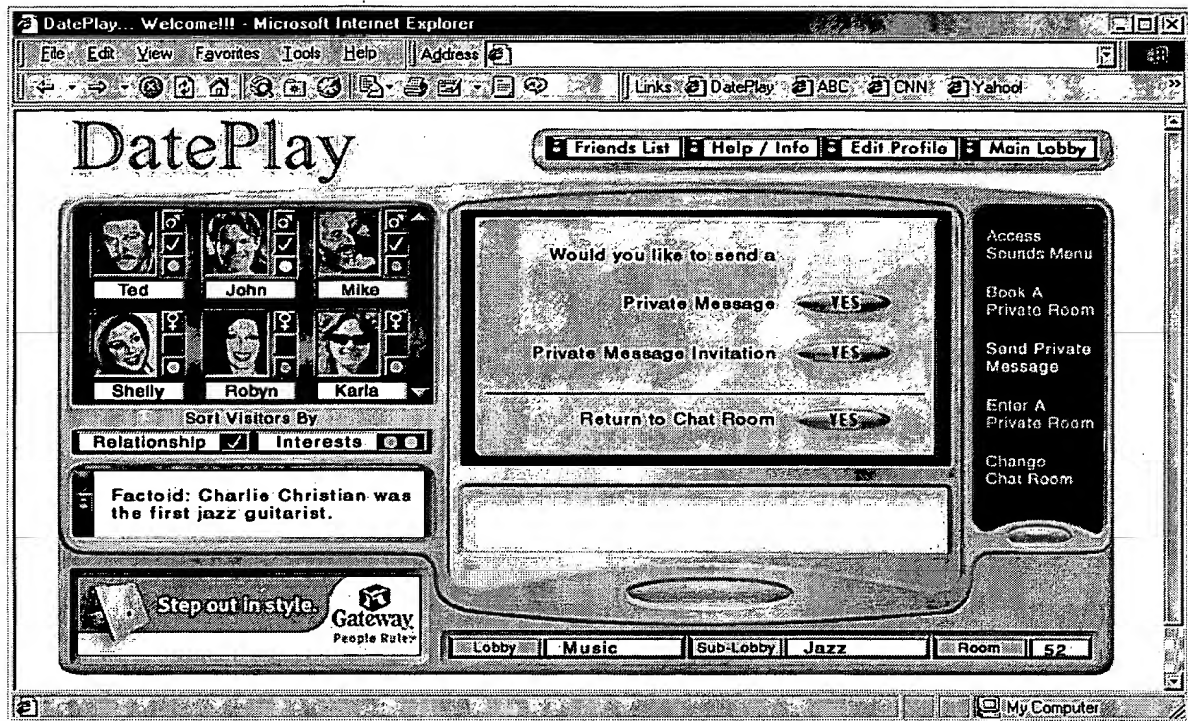 DatePlay... Welcome!!! - Microsoft Internet Explorer
File Edit View Favorites Tools Help Address
Links DatePlay ABC CNN Yahoo!
DatePlay
Friends List Help / Info Edit Profile Main Lobby
Ted John Mike
Shelly Robyn Karla
Sort Visitors By
Relationship Interests
Factoid: Charlie Christian was
the first jazz guitarist.
Step out in style.
Gateway
People Rule
Would you like to send a
Private Message YES
Private Message Invitation YES
Return to Chat Room YES
Access
Sounds Menu
Book A
Private Room
Send Private
Message
Enter A
Private Room
Change
Chat Room
Lobby Music Sub-Lobby Jazz Room 52
My Computer